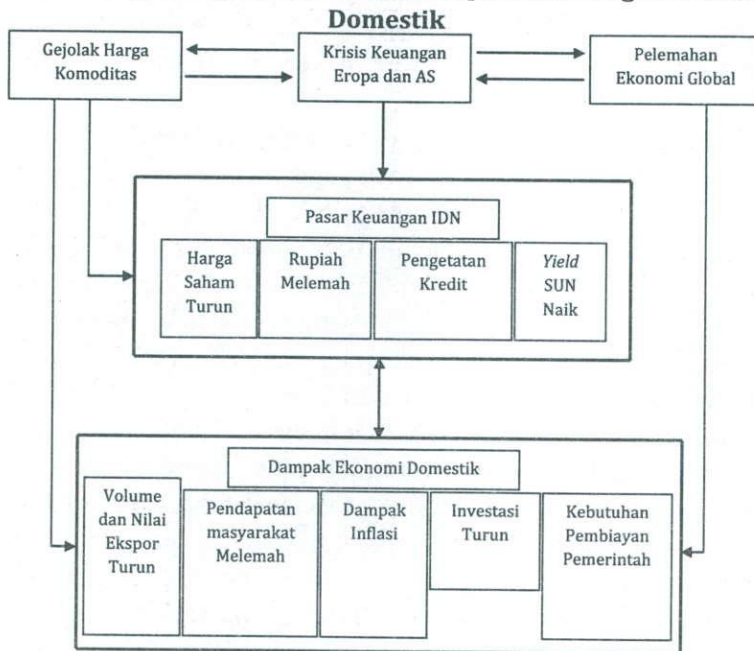 Domestik
Gejolak Harga
Komoditas
Krisis Keuangan
Eropa dan AS
Pelemahan
Ekonomi Global
Pasar Keuangan IDN
Harga
Saham
Turun
Rupiah
Melemah
Pengetatan
Kredit
Yield
SUN
Naik
Dampak Ekonomi Domestik
Volume
dan Nilai
Ekspor
Turun
Pendapatan
masyarakat
Melemah
Dampak
Inflasi
Investasi
Turun
Kebutuhan
Pembiayan
Pemerintah